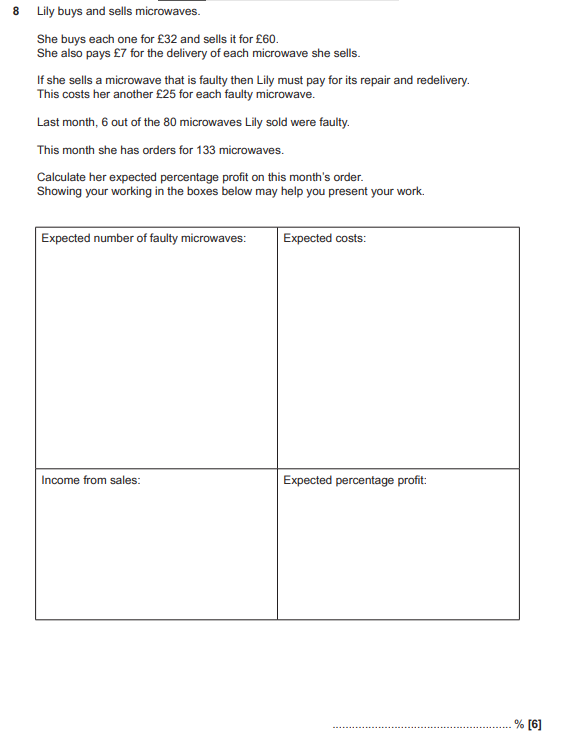 8 Lily buys and sells microwaves.
She buys each one for £32 and sells it for £60.
She also pays £7 for the delivery of each microwave she sells.
If she sells a microwave that is faulty then Lily must pay for its repair and redelivery.
This costs her another £25 for each faulty microwave.
Last month, 6 out of the 80 microwaves Lily sold were faulty.
This month she has orders for 133 microwaves.
Calculate her expected percentage profit on this month's order.
Showing your working in the boxes below may help you present your work.
Expected number of faulty microwaves:
Expected costs:
Income from sales:
Expected percentage profit:
.......................................................... % [6]